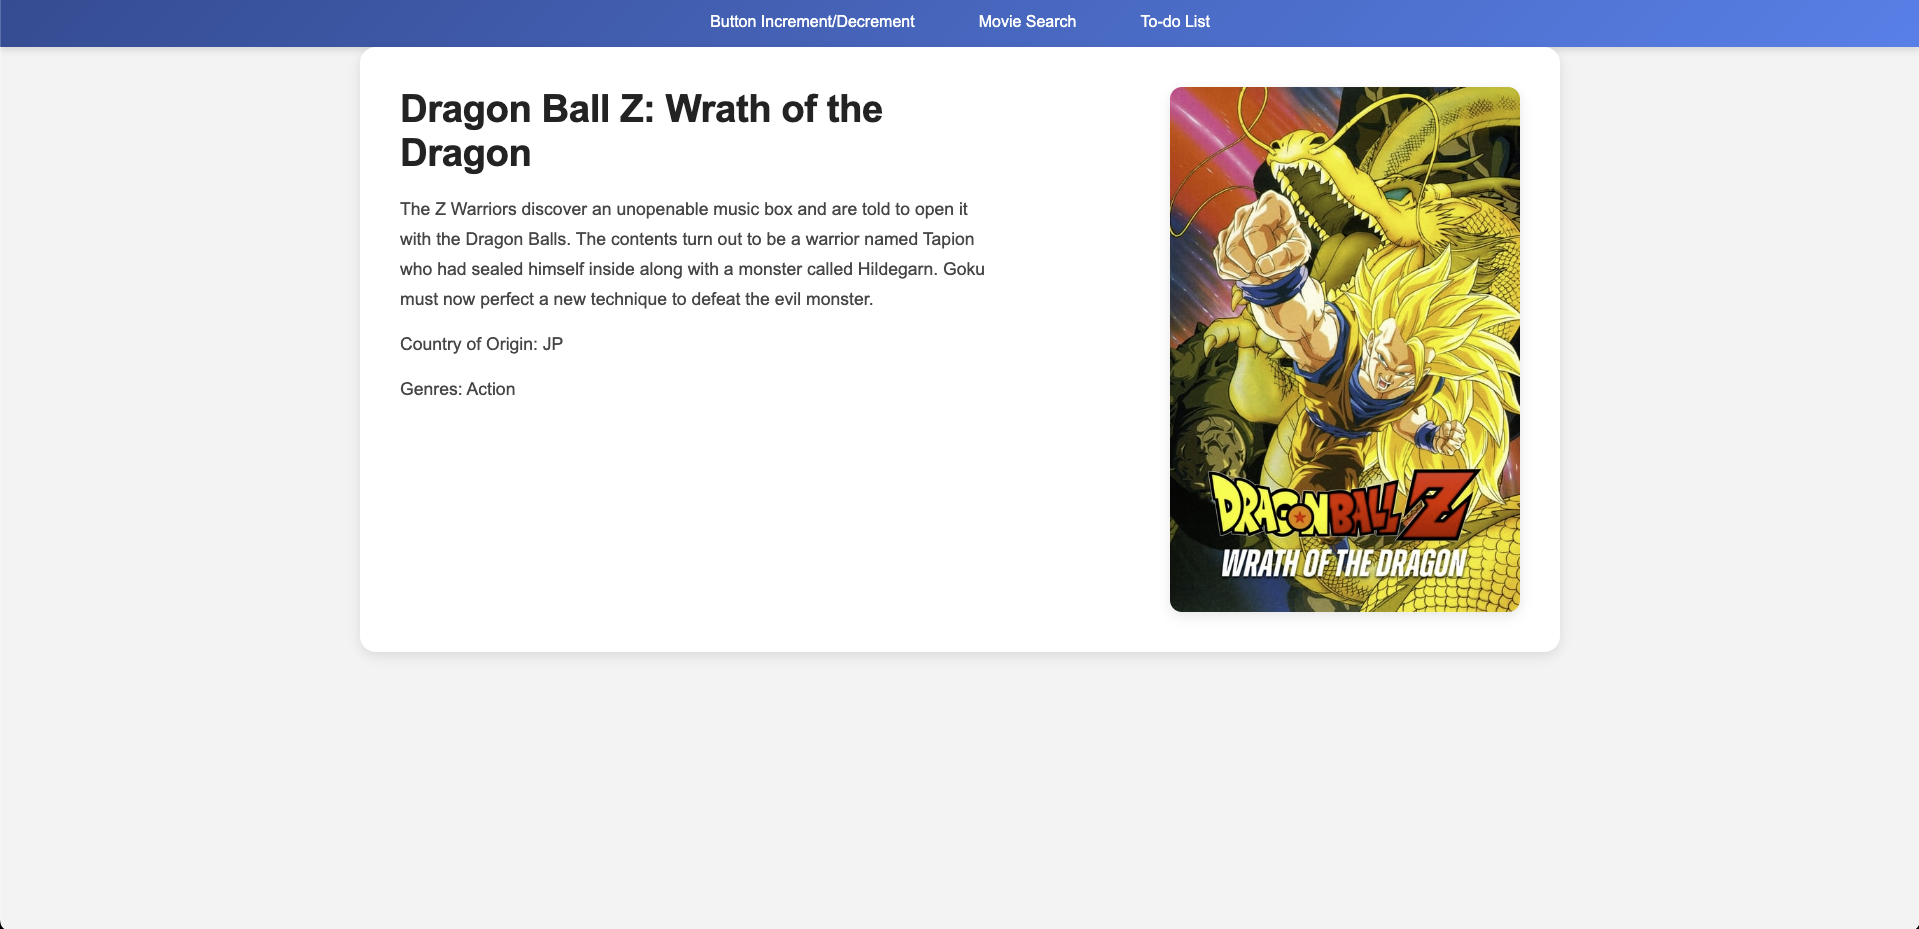 Button Increment/Decrement Movie Search To-do List
Dragon Ball Z: Wrath of the
Dragon
The Z Warriors discover an unopenable music box and are told to open it
with the Dragon Balls. The contents turn out to be a warrior named Tapion
who had sealed himself inside along with a monster called Hildegarn. Goku
must now perfect a new technique to defeat the evil monster.
Country of Origin: JP
Genres: Action
DRAGON BALL Z
WRATH OF THE DRAGON